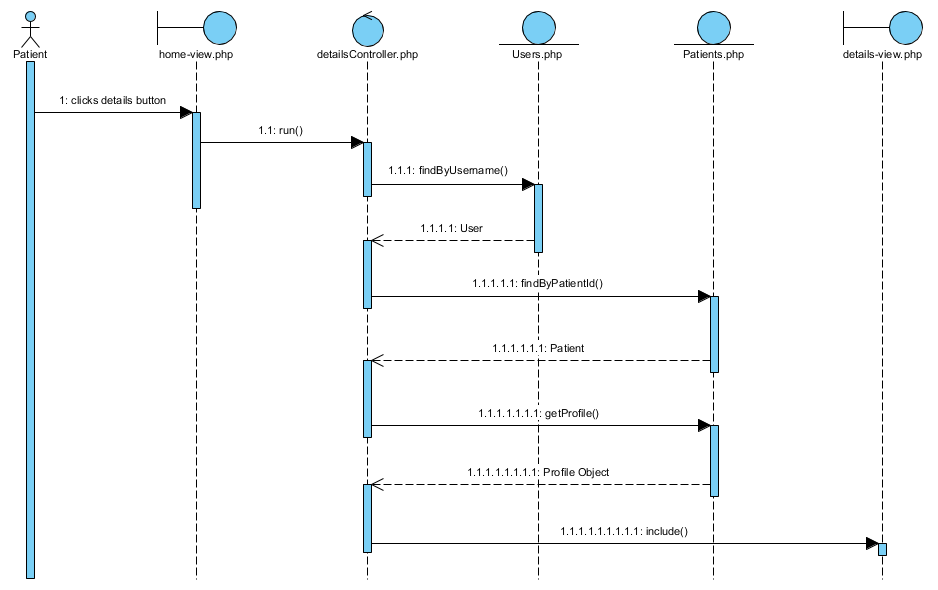 Patient
home-view.php
detailsController.php
Users.php
Patients.php
details-view.php
1: clicks details button
1.1: run()
1.1.1: findByUsername()
1.1.1.1: User
1.1.1.1.1: findByPatientId()
1.1.1.1.1.1: Patient
1.1.1.1.1.1.1: getProfile()
1.1.1.1.1.1.1.1: Profile Object
1.1.1.1.1.1.1.1.1: include()